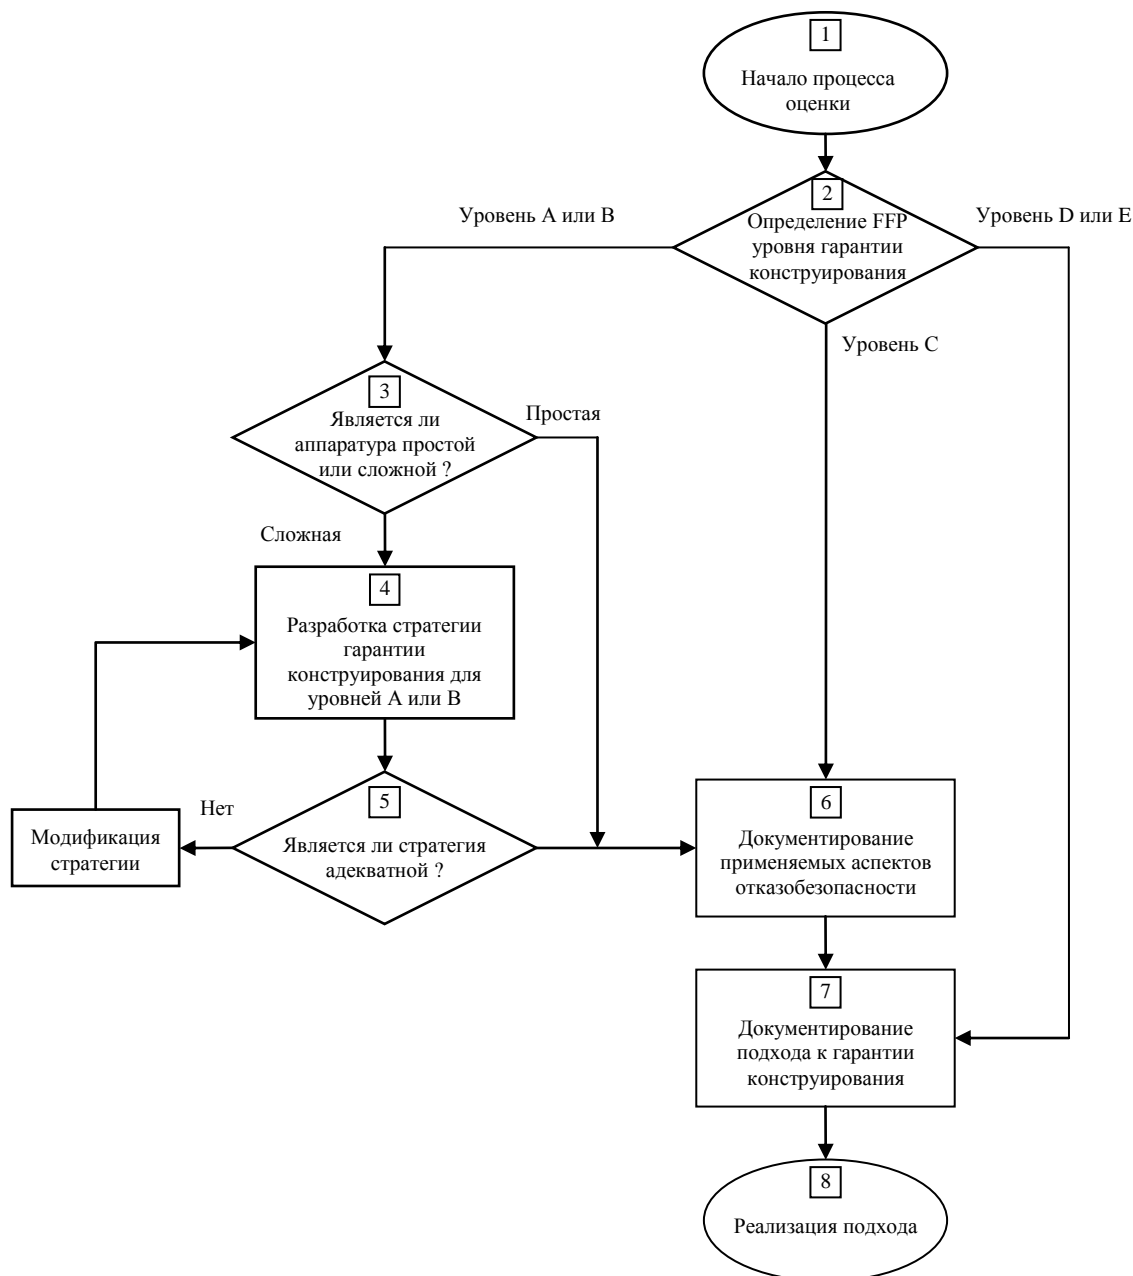 1
Начало процесса
оценки
2
Уровень А или В
Определение FFP
уровня гарантии
конструирования
Уровень D или Е
Уровень С
3
Является ли
аппаратура простой
или сложной ?
Простая
Сложная
4
Разработка стратегии
гарантии
конструирования для
уровней А или В
5
Является ли стратегия
адекватной ?
Нет
Модификация
стратегии
6
Документирование
применяемых аспектов
отказобезопасности
7
Документирование
подхода к гарантии
конструирования
8
Реализация подхода